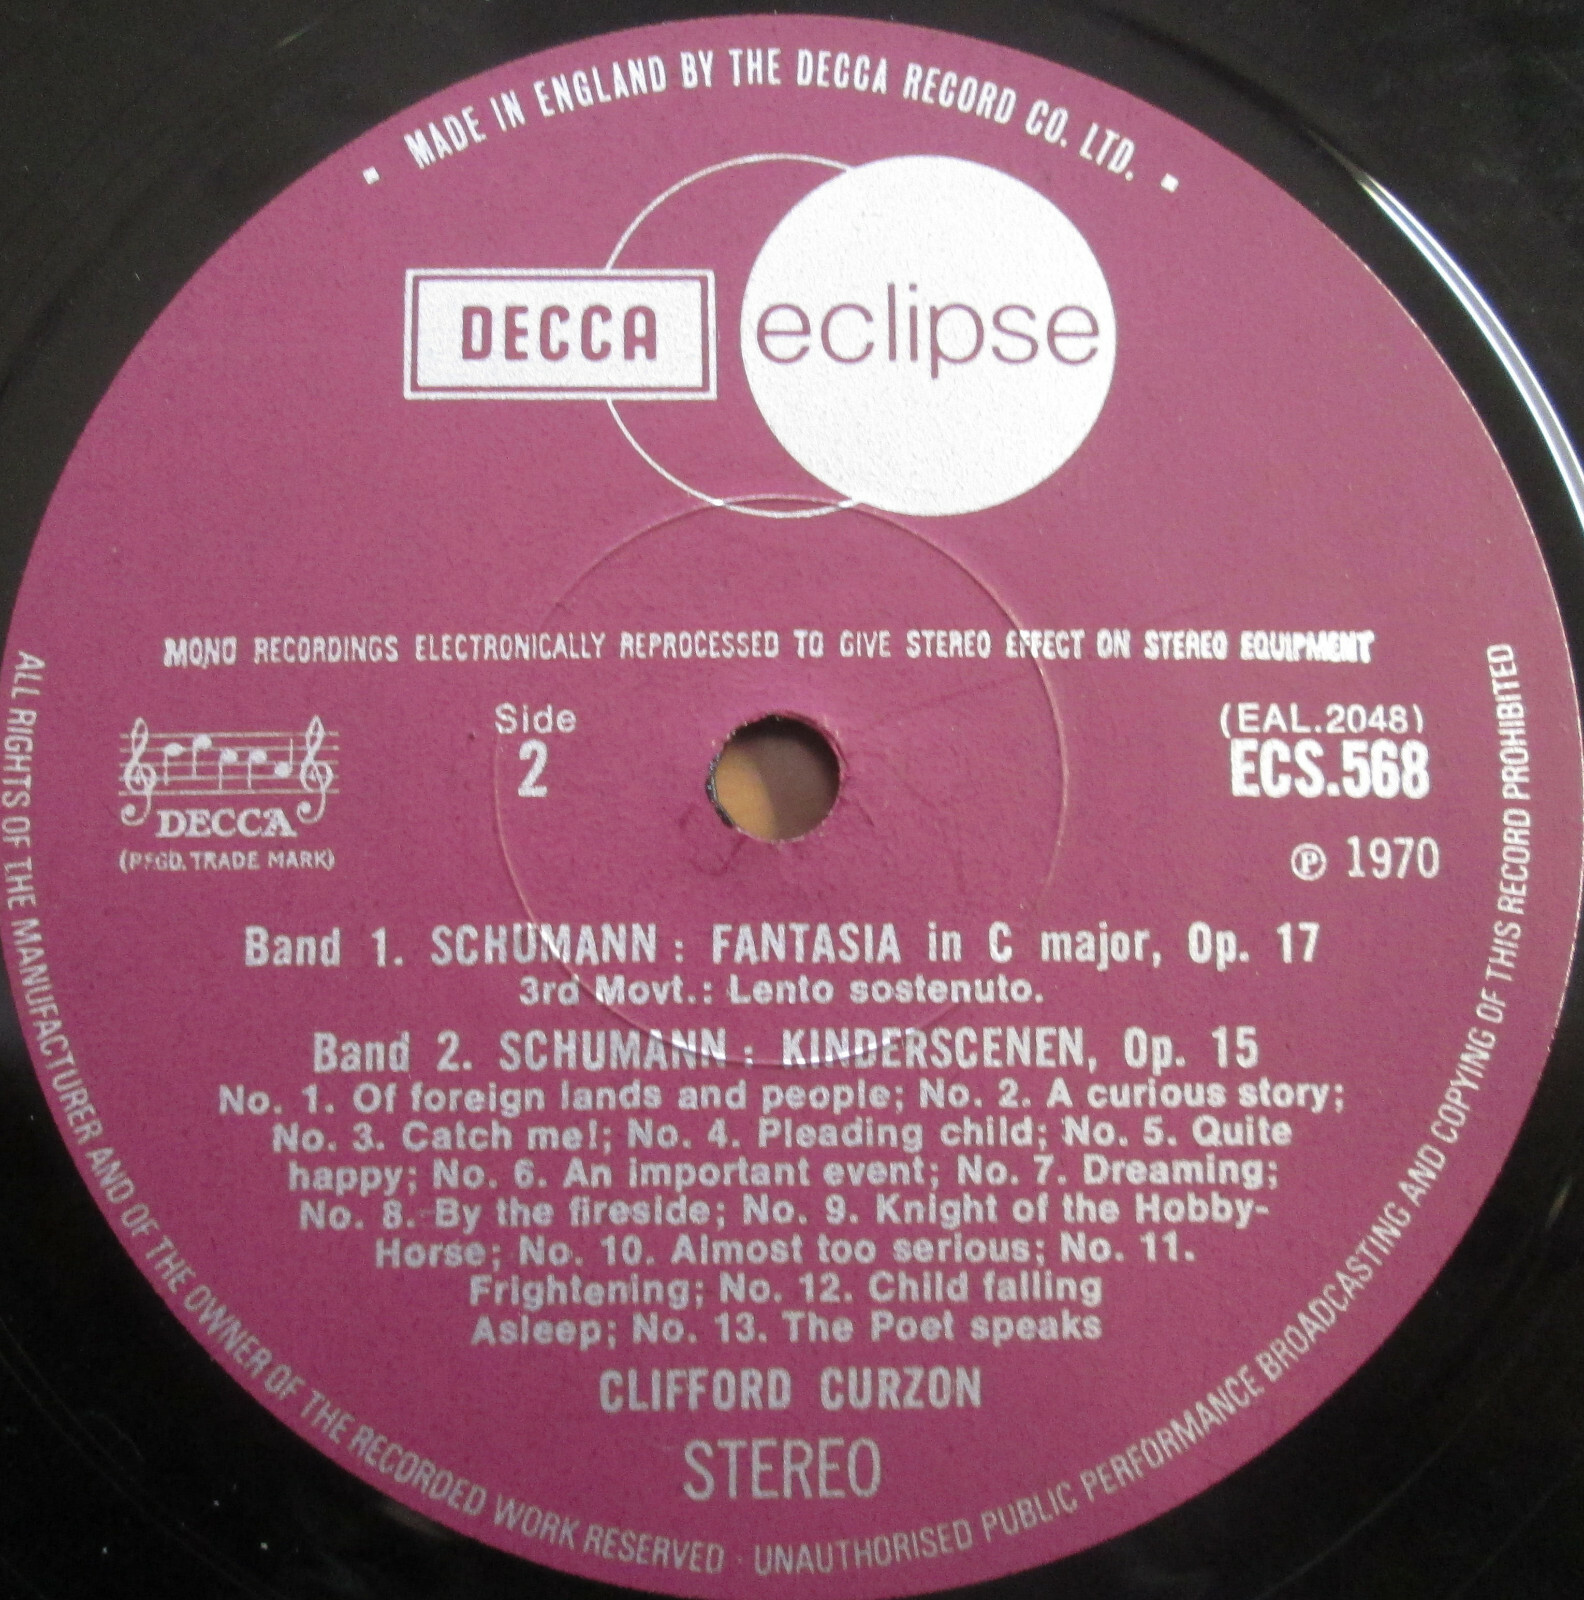 • MADE IN ENGLAND BY THE DECCA RECORD CO. LTD. •
DECCA
eclipse
MONO RECORDINGS ELECTRONICALLY REPROCESSED TO GIVE STEREO EFFECT ON STEREO EQUIPMENT
Side
2
(EAL.2048)
ECS.568
DECCA
(REGD. TRADE MARK)
Ⓟ 1970
Band 1. SCHUMANN : FANTASIA in C major, Op. 17
3rd Movt.: Lento sostenuto.
Band 2. SCHUMANN : KINDERSCENEN, Op. 15
No. 1. Of foreign lands and people; No. 2. A curious story;
No. 3. Catch me!; No. 4. Pleading child; No. 5. Quite
happy; No. 6. An important event; No. 7. Dreaming;
No. 8. By the fireside; No. 9. Knight of the Hobby-
Horse; No. 10. Almost too serious; No. 11.
Frightening; No. 12. Child falling
Asleep; No. 13. The Poet speaks
CLIFFORD CURZON
STEREO
ALL RIGHTS OF THE MANUFACTURER AND OF THE OWNER OF THE RECORDED WORK RESERVED · UNAUTHORISED PUBLIC PERFORMANCE BROADCASTING AND COPYING OF THIS RECORD PROHIBITED